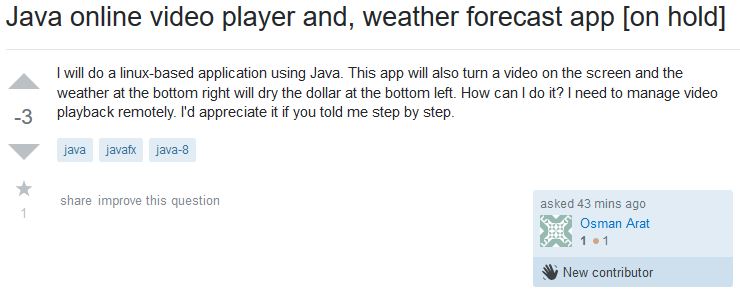 Java online video player and, weather forecast app [on hold]
I will do a linux-based application using Java. This app will also turn a video on the screen and the
weather at the bottom right will dry the dollar at the bottom left. How can I do it? I need to manage video
playback remotely. I'd appreciate it if you told me step by step.
-3
java javafx java-8
1
share improve this question
asked 43 mins ago
Osman Arat
1 1
New contributor